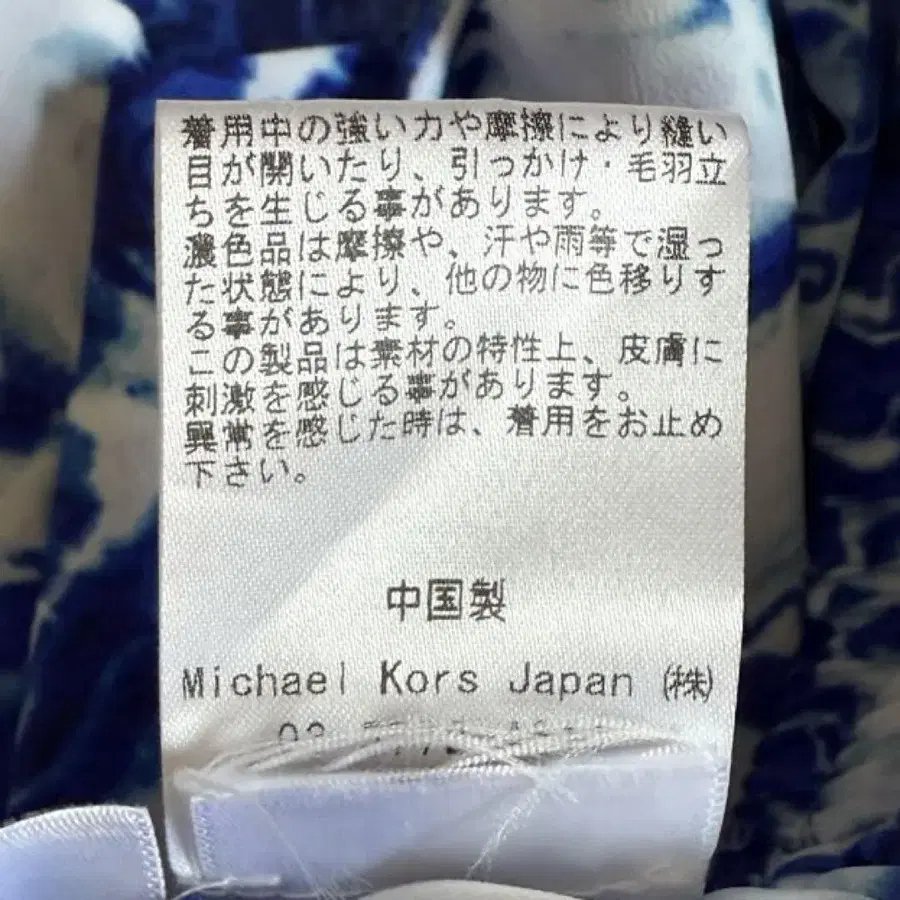 着用中の強い力や摩擦により縫い
目が開いたり、引っかけ・毛羽立
ちを生じる事があります。
濃色品は摩擦や、汗や雨等で湿っ
た状態により、他の物に色移りす
る事があります。
この製品は素材の特性上、皮膚に
刺激を感じる事があります。
異常を感じた時は、着用をお止め
下さい。
中国製
Michael Kors Japan (株)
03